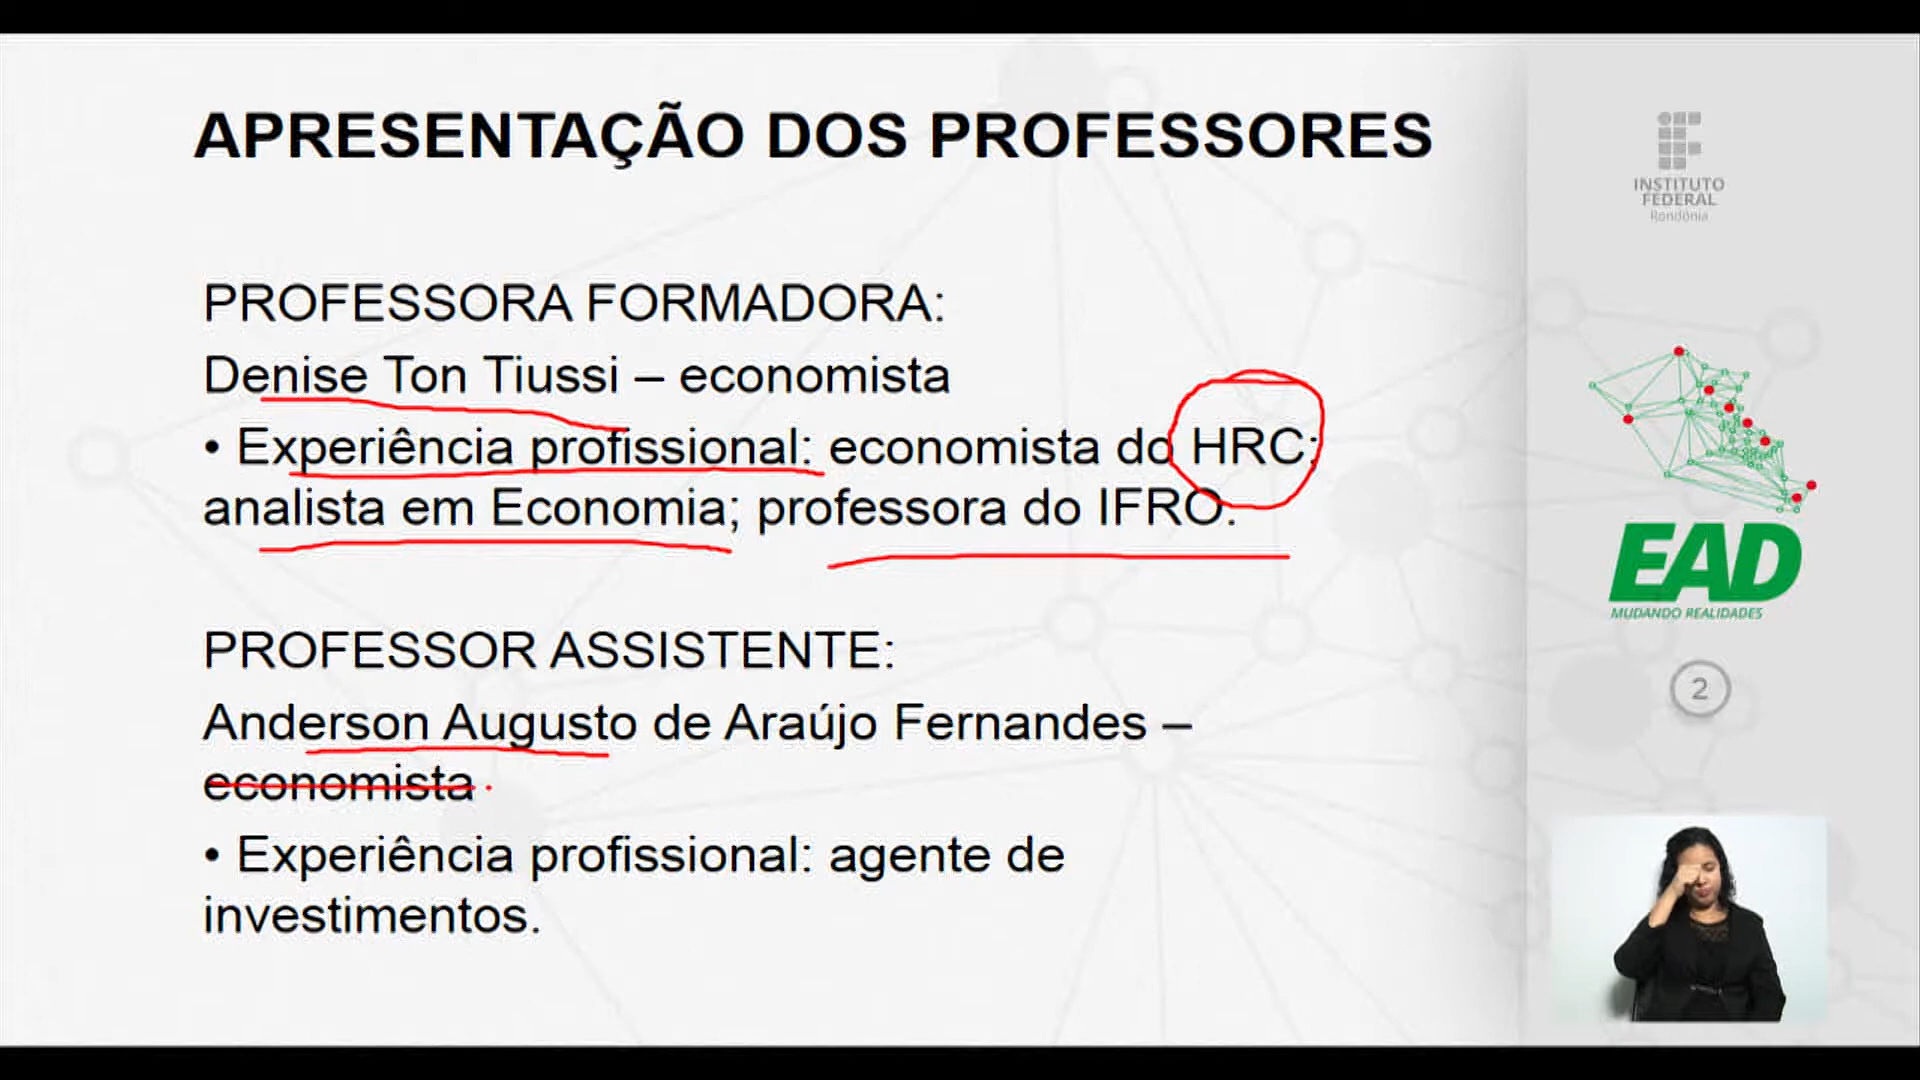 APRESENTAÇÃO DOS PROFESSORES
PROFESSORA FORMADORA:
Denise Ton Tiussi – economista
• Experiência profissional: economista do HRC;
analista em Economia; professora do IFRO.
PROFESSOR ASSISTENTE:
Anderson Augusto de Araújo Fernandes –
economista
• Experiência profissional: agente de
investimentos.
INSTITUTO
FEDERAL
Rondônia
EAD
MUDANDO REALIDADES
2